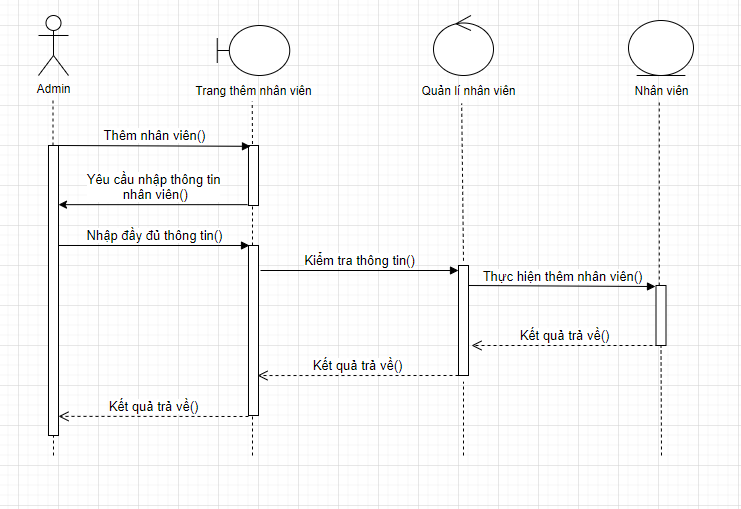 Admin
Trang thêm nhân viên
Quản lí nhân viên
Nhân viên
Thêm nhân viên()
Yêu cầu nhập thông tin
nhân viên()
Nhập đầy đủ thông tin()
Kiểm tra thông tin()
Thực hiện thêm nhân viên()
Kết quả trả về()
Kết quả trả về()
Kết quả trả về()